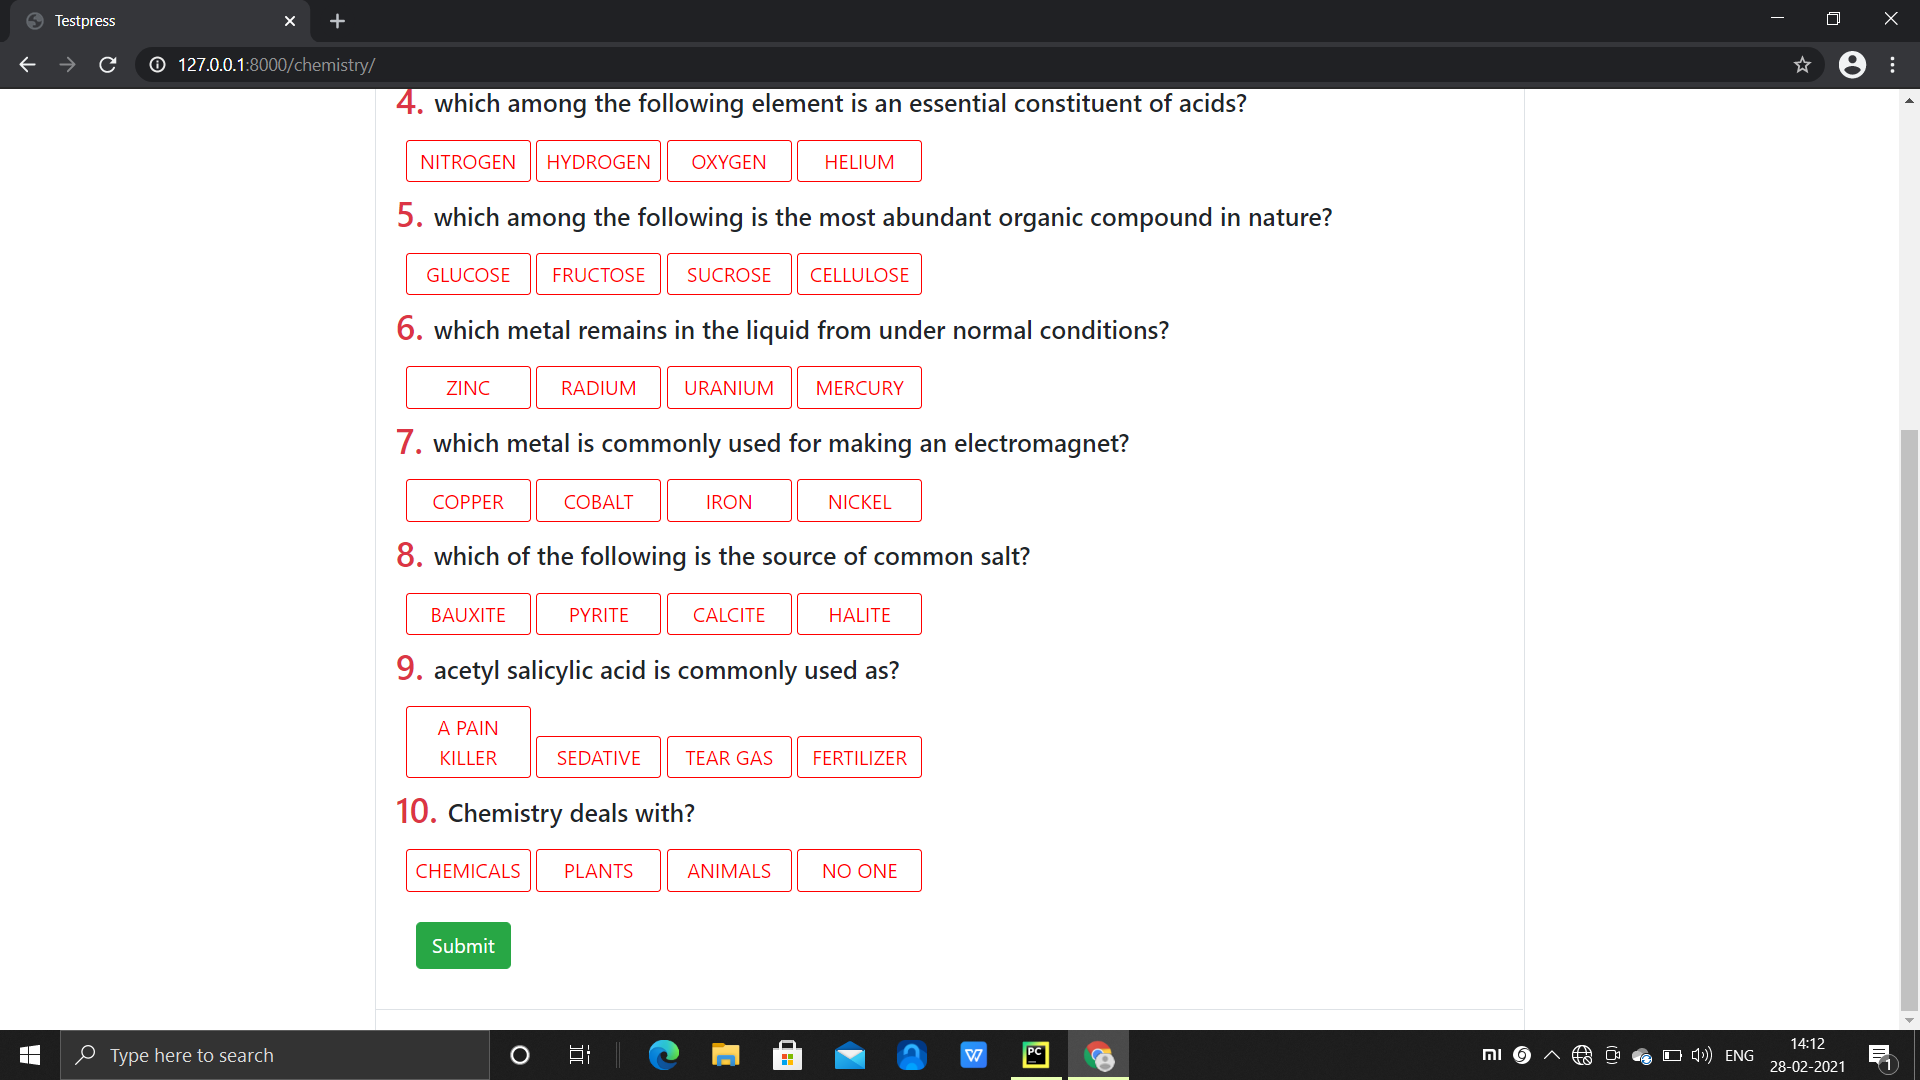 Testpress
127.0.0.1:8000/chemistry/
4. which among the following element is an essential constituent of acids?
NITROGEN HYDROGEN OXYGEN HELIUM
5. which among the following is the most abundant organic compound in nature?
GLUCOSE FRUCTOSE SUCROSE CELLULOSE
6. which metal remains in the liquid from under normal conditions?
ZINC RADIUM URANIUM MERCURY
7. which metal is commonly used for making an electromagnet?
COPPER COBALT IRON NICKEL
8. which of the following is the source of common salt?
BAUXITE PYRITE CALCITE HALITE
9. acetyl salicylic acid is commonly used as?
A PAIN
KILLER SEDATIVE TEAR GAS FERTILIZER
10. Chemistry deals with?
CHEMICALS PLANTS ANIMALS NO ONE
Submit
Type here to search
PC
W
mi
ENG
14:12
28-02-2021
1